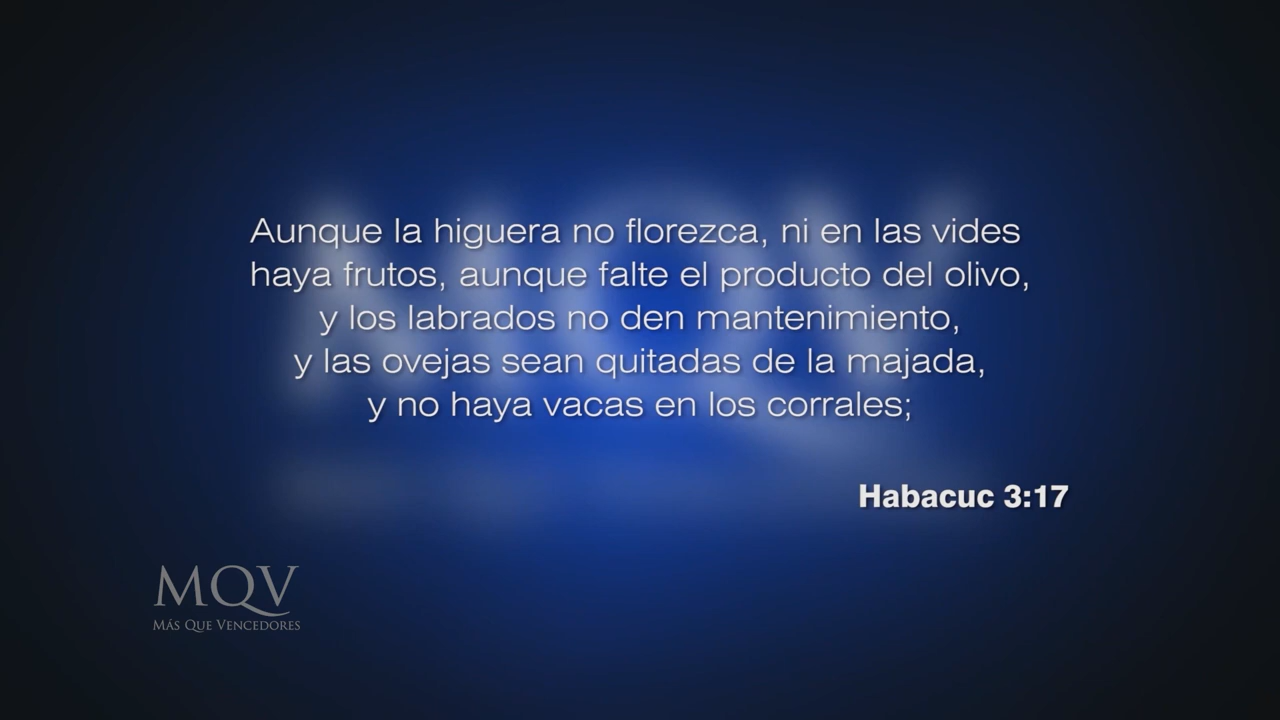 Aunque la higuera no florezca, ni en las vides
haya frutos, aunque falte el producto del olivo,
y los labrados no den mantenimiento,
y las ovejas sean quitadas de la majada,
y no haya vacas en los corrales;
Habacuc 3:17
MQV
MÁS QUE VENCEDORES